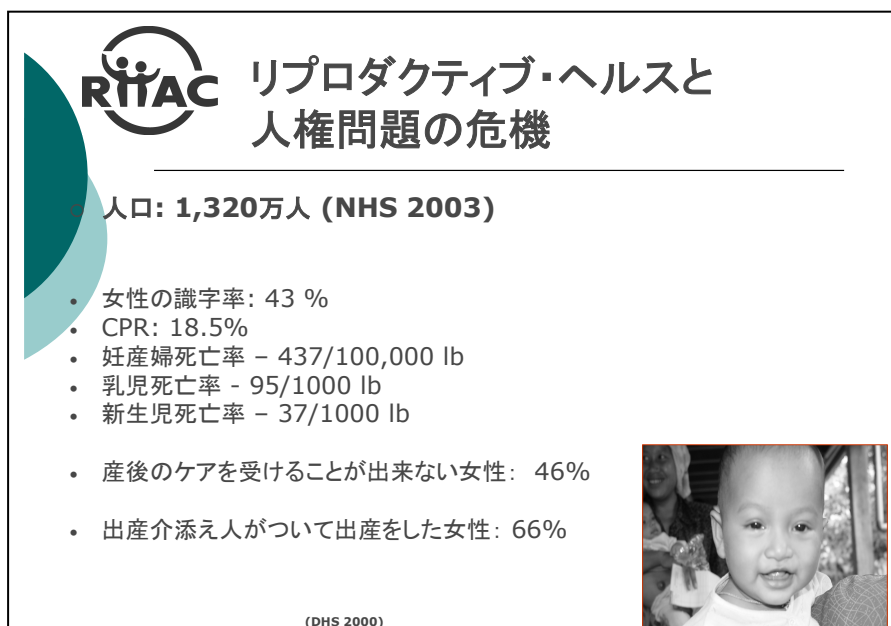 RHAC
リプロダクティブ・ヘルスと
人権問題の危機
人口: 1,320万人 (NHS 2003)
• 女性の識字率: 43 %
• CPR: 18.5%
• 妊産婦死亡率 – 437/100,000 lb
• 乳児死亡率 - 95/1000 lb
• 新生児死亡率 – 37/1000 lb
• 産後のケアを受けることが出来ない女性: 46%
• 出産介添え人がついて出産をした女性: 66%
(DHS 2000)